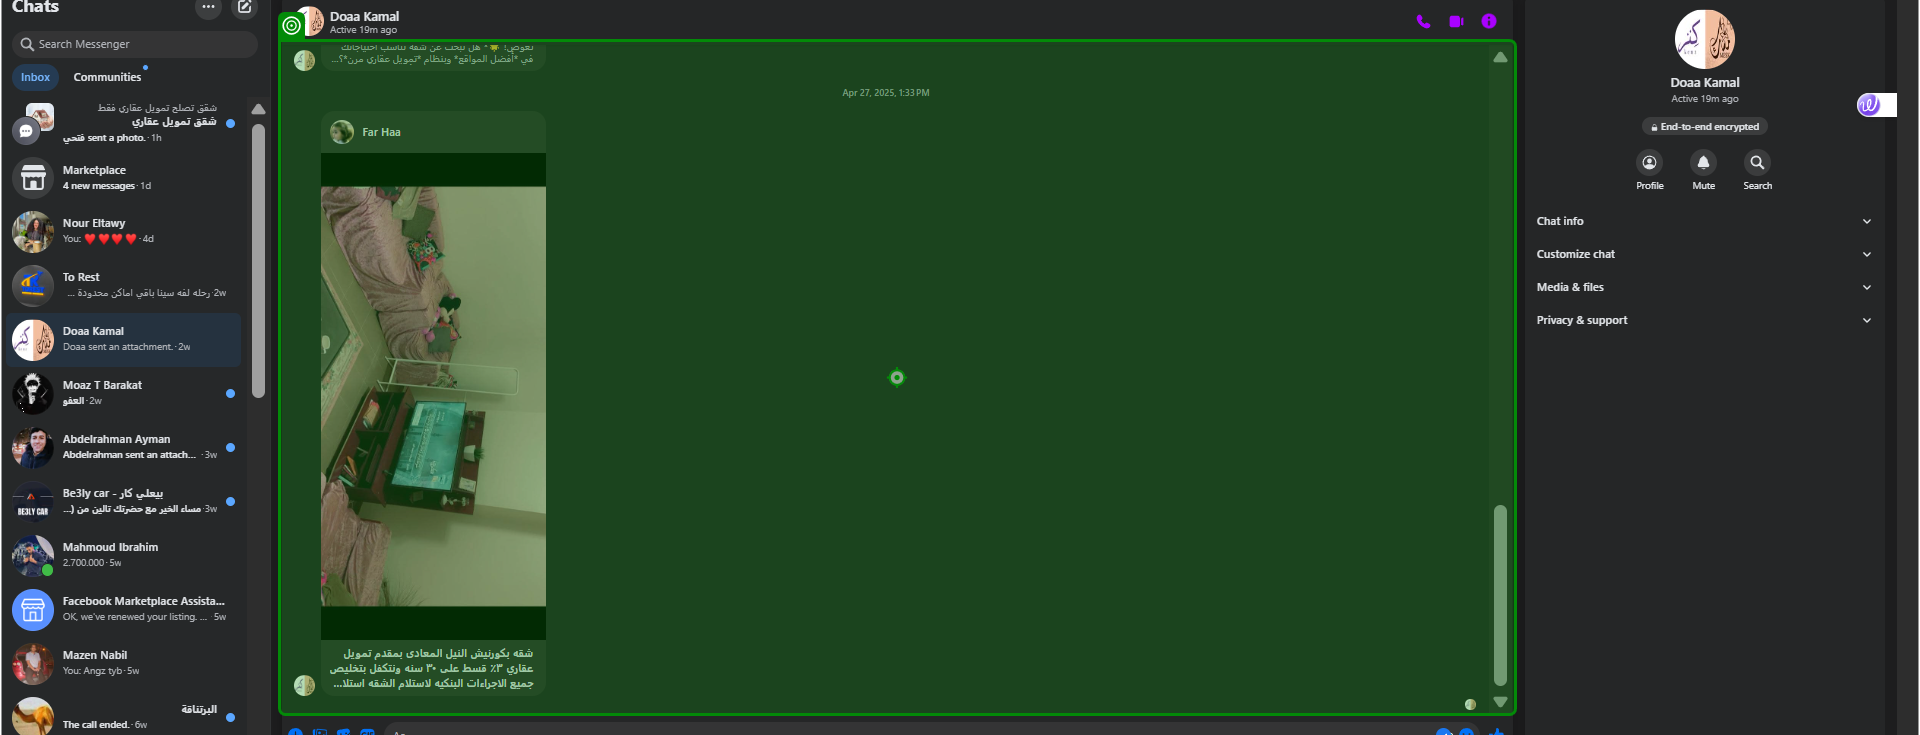 Chats
Search Messenger
Inbox
Communities
شقق تصلح تمويل عقاري فقط
شقق تمويل عقاري
فتحي sent a photo. · 1h
Marketplace
4 new messages · 1d
Nour Eltawy
You: ❤️❤️❤️❤️ · 4d
To Rest
رحله لفه سينا باقي اماكن محدودة ... · 2w
Doaa Kamal
Doaa sent an attachment. · 2w
Moaz T Barakat
العفو · 2w
Abdelrahman Ayman
Abdelrahman sent an attach... · 3w
Be3ly car - بيعلي كار
مساء الخير مع حضرتك تالين من (... · 3w
BE3LY CAR
Mahmoud Ibrahim
2.700.000 · 5w
Facebook Marketplace Assista...
OK, we've renewed your listing. ... · 5w
Mazen Nabil
You: Angz tyb · 5w
البرتناقة
The call ended. · 6w
Doaa Kamal
Active 19m ago
هل تبحث عن شقة تناسب احتياجاتك
في *أفضل المواقع* وبنظام *تمويل عقاري مرن*؟...
Apr 27, 2025, 1:33 PM
Far Haa
شقه بكورنيش النيل المعادى بمقدم تمويل
عقاري ٣٪ قسط على ٣٠ سنه ونتكفل بتخليص
جميع الاجراءات البنكيه لاستلام الشقه استلا...
Aa
Doaa Kamal
Active 19m ago
End-to-end encrypted
Profile
Mute
Search
Chat info
Customize chat
Media & files
Privacy & support